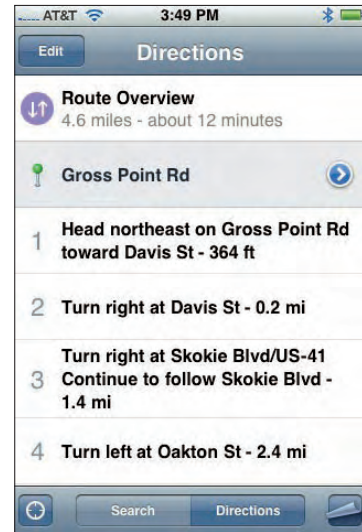 AT&T 3:49 PM
Edit Directions
Route Overview
4.6 miles - about 12 minutes
Gross Point Rd
1 Head northeast on Gross Point Rd
toward Davis St - 364 ft
2 Turn right at Davis St - 0.2 mi
3 Turn right at Skokie Blvd/US-41
Continue to follow Skokie Blvd -
1.4 mi
4 Turn left at Oakton St - 2.4 mi
Search Directions